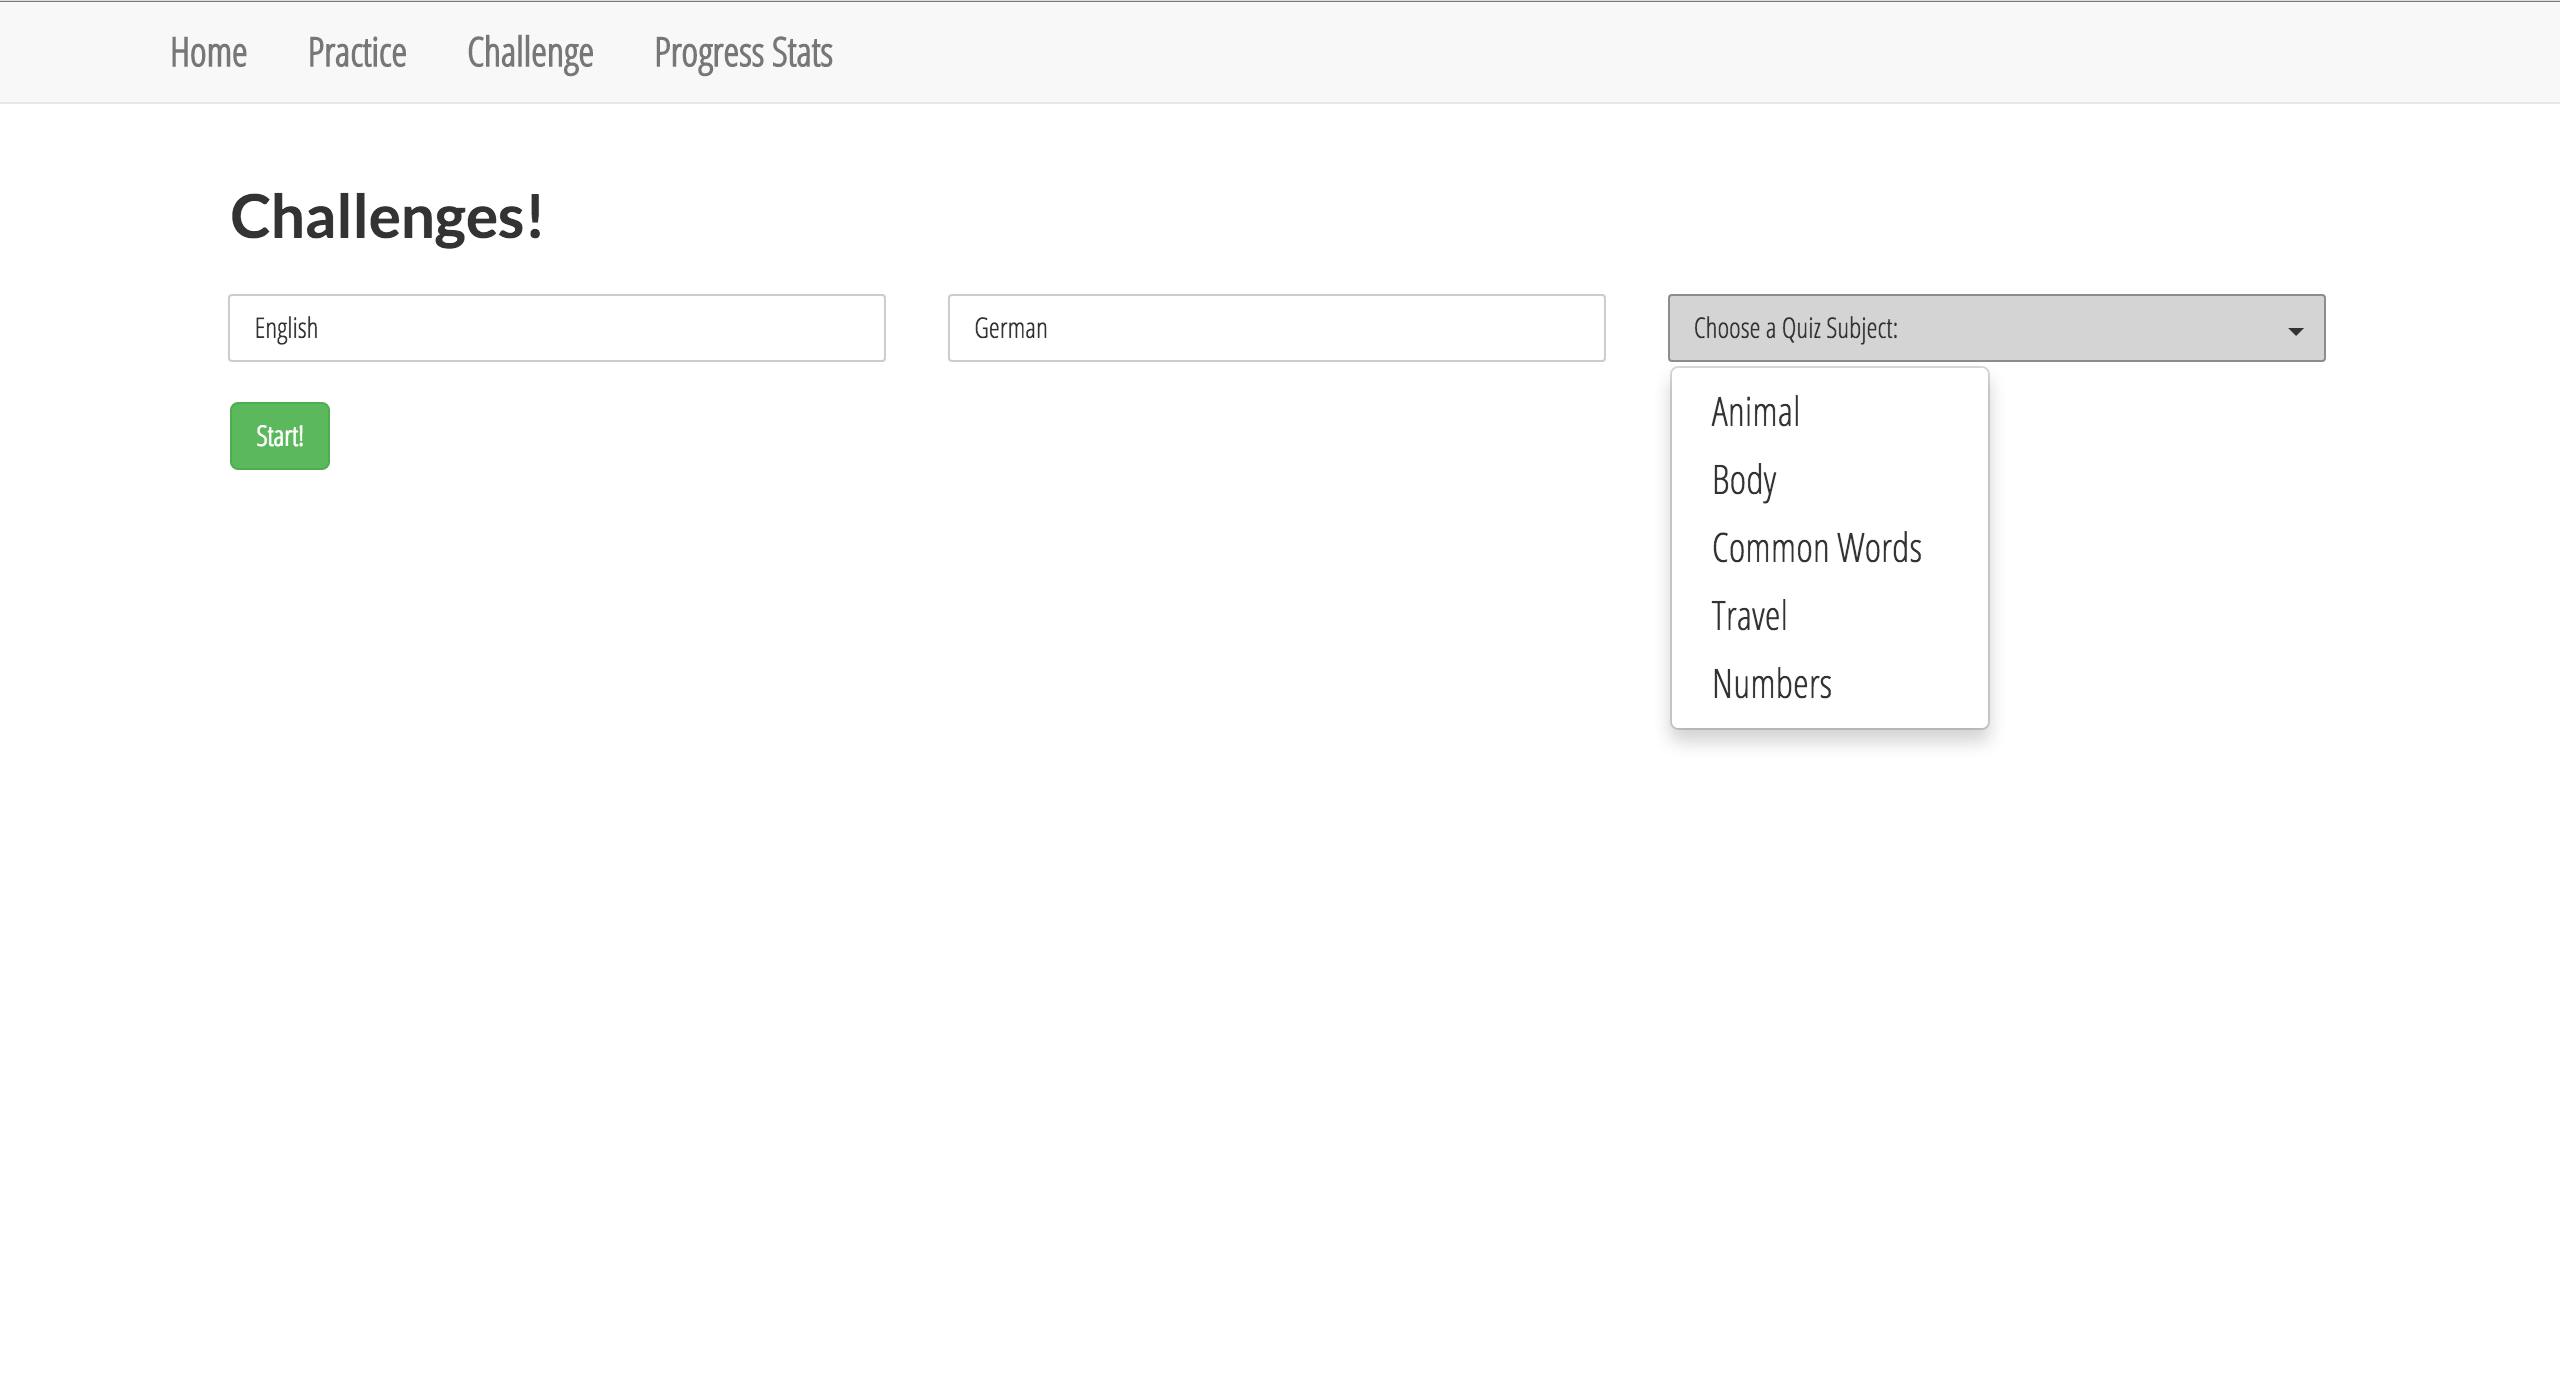 Home Practice Challenge Progress Stats
Challenges!
English German Choose a Quiz Subject:
Start!
Animal
Body
Common Words
Travel
Numbers